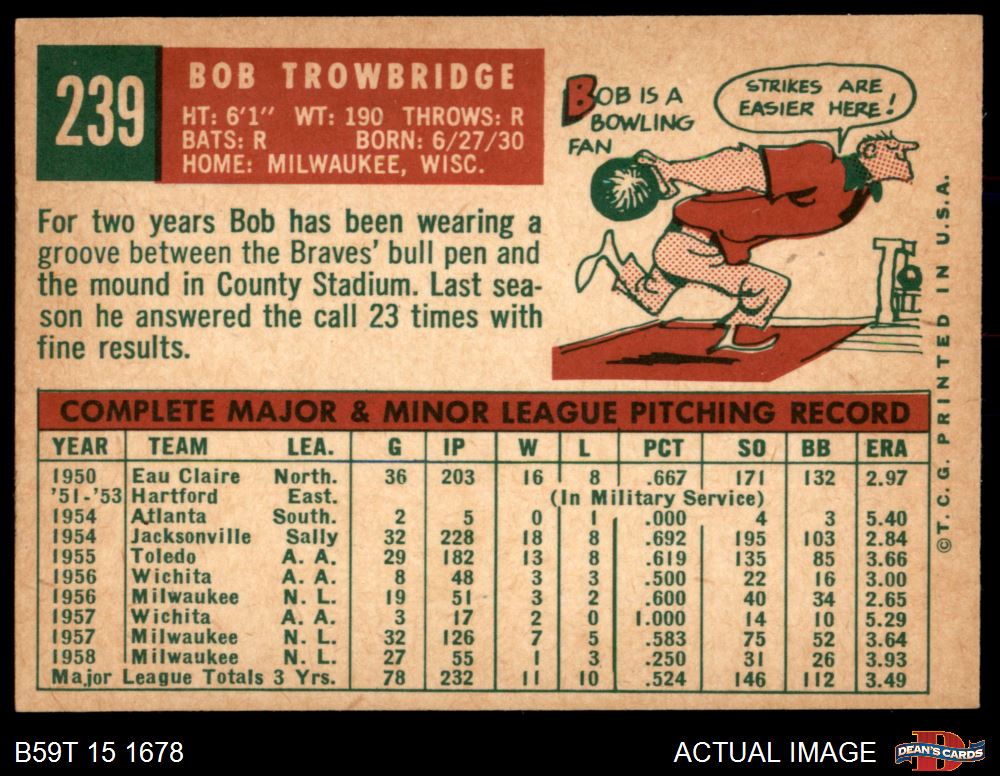 239
BOB TROWBRIDGE
HT: 6'1" WT: 190 THROWS: R
BATS: R BORN: 6/27/30
HOME: MILWAUKEE, WISC.
BOB IS A
BOWLING
FAN
STRIKES ARE
EASIER HERE!
For two years Bob has been wearing a
groove between the Braves' bull pen and
the mound in County Stadium. Last sea-
son he answered the call 23 times with
fine results.
COMPLETE MAJOR & MINOR LEAGUE PITCHING RECORD
YEAR TEAM LEA. G IP W L PCT SO BB ERA
1950 Eau Claire North. 36 203 16 8 .667 171 132 2.97
'51-'53 Hartford East. (In Military Service)
1954 Atlanta South. 2 5 0 1 .000 4 3 5.40
1954 Jacksonville Sally 32 228 18 8 .692 195 103 2.84
1955 Toledo A. A. 29 182 13 8 .619 135 85 3.66
1956 Wichita A. A. 8 48 3 3 .500 22 16 3.00
1956 Milwaukee N. L. 19 51 3 2 .600 40 34 2.65
1957 Wichita A. A. 3 17 2 0 1.000 14 10 5.29
1957 Milwaukee N. L. 32 126 7 5 .583 75 52 3.64
1958 Milwaukee N. L. 27 55 1 3 .250 31 26 3.93
Major League Totals 3 Yrs. 78 232 11 10 .524 146 112 3.49
©T.C.G. PRINTED IN U.S.A.
B59T 15 1678
ACTUAL IMAGE
D
DEAN'S CARDS